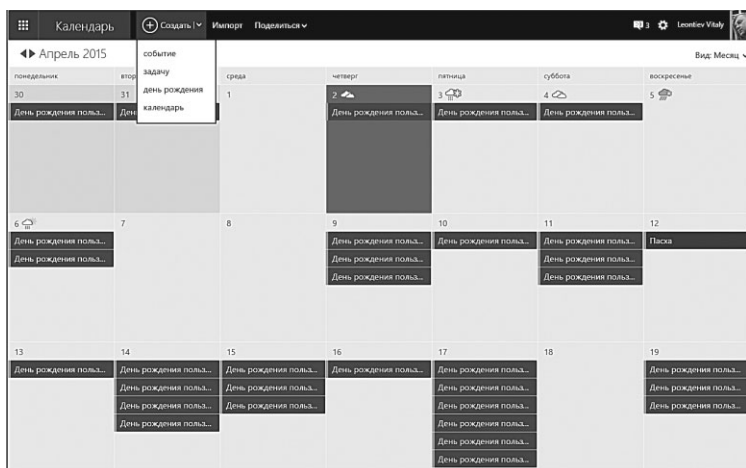 Календарь Создать Импорт Поделиться 3 Leontiev Vitaly
Апрель 2015 Вид: Месяц
событие
задачу
день рождения
календарь
понедельник втор среда четверг пятница суббота воскресенье
30 31 1 2 3 4 5
День рождения польз... Ден День рождения польз... День рождения польз... День рождения польз...
6 7 8 9 10 11 12
День рождения польз... День рождения польз... День рождения польз... День рождения польз... Пасха
День рождения польз... День рождения польз... День рождения польз...
День рождения польз... День рождения польз...
13 14 15 16 17 18 19
День рождения польз... День рождения польз... День рождения польз... День рождения польз... День рождения польз... День рождения польз...
День рождения польз... День рождения польз... День рождения польз... День рождения польз...
День рождения польз... День рождения польз... День рождения польз... День рождения польз...
День рождения польз... День рождения польз...
День рождения польз...
День рождения польз...